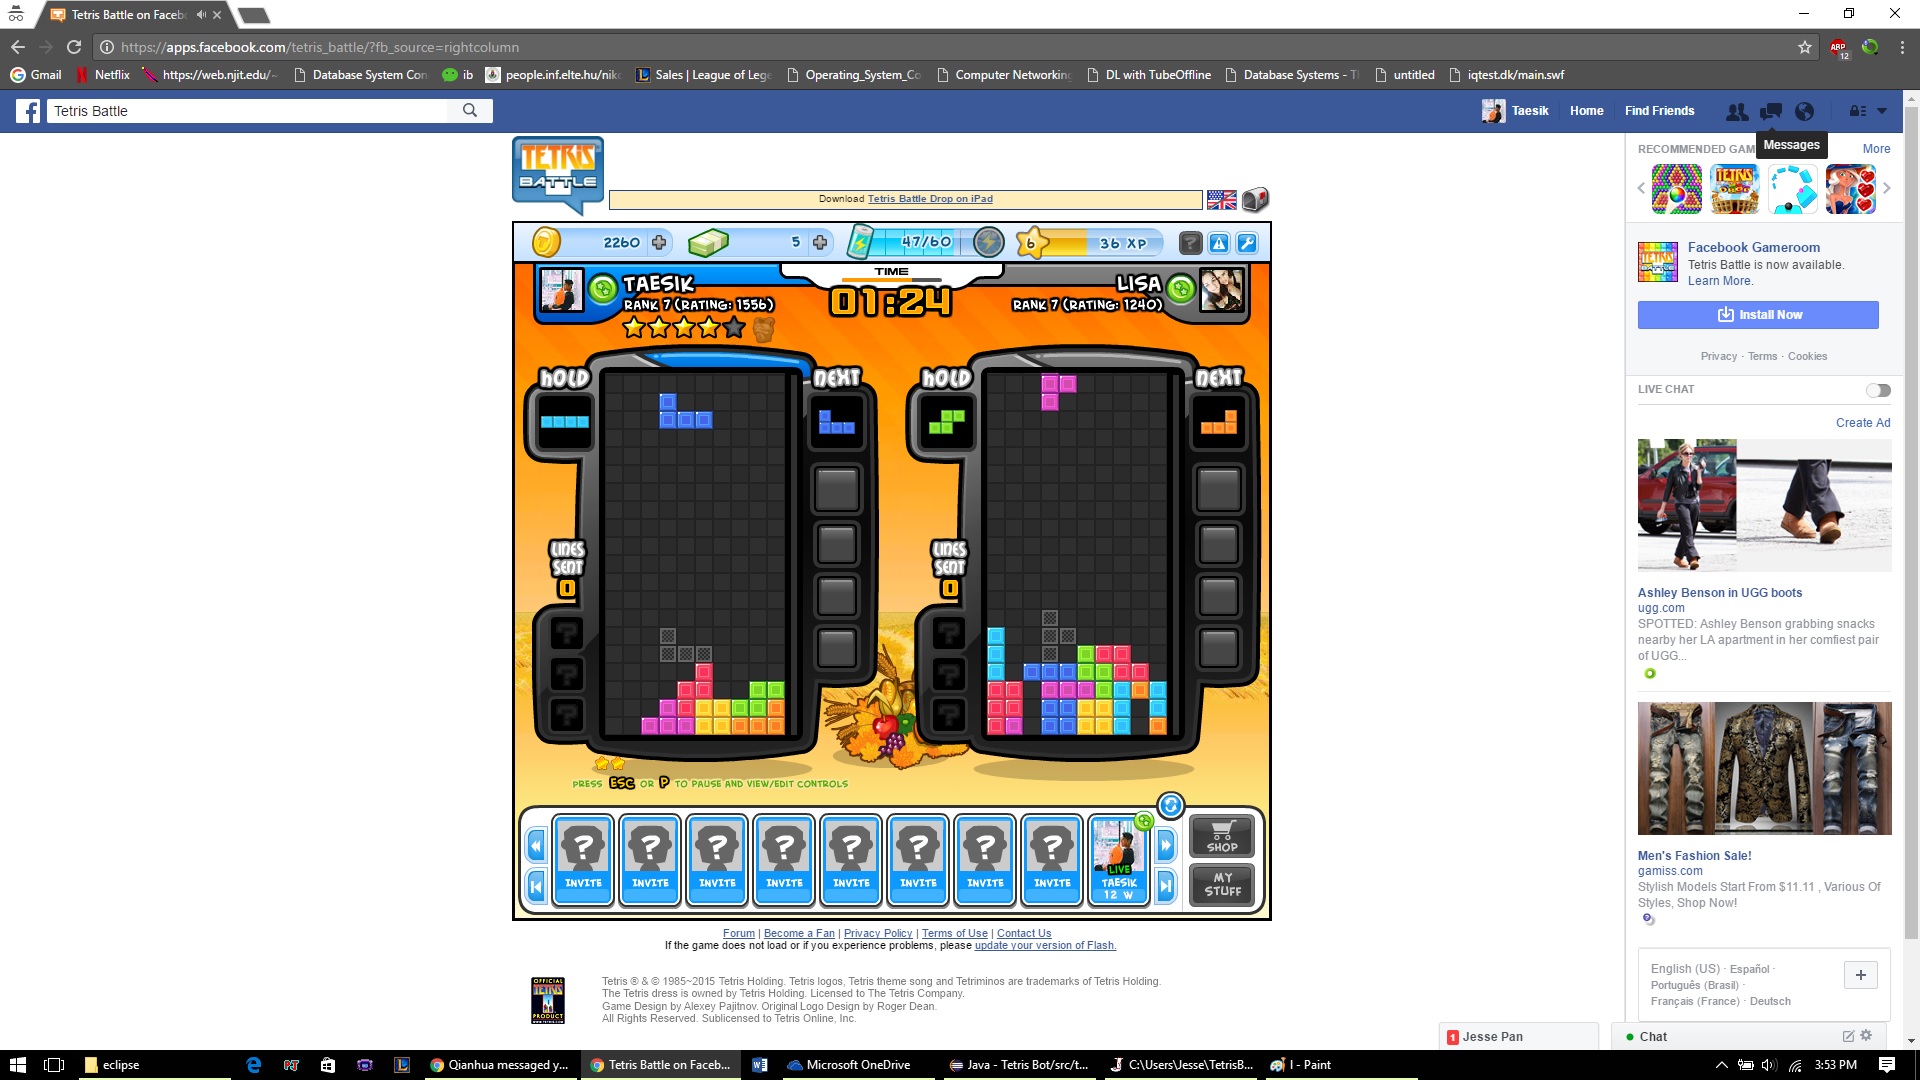 Tetris Battle on Faceb
https://apps.facebook.com/tetris_battle/?fb_source=rightcolumn
ABP
12
Gmail
Netflix
https://web.njit.edu/~
Database System Con
ib
people.inf.elte.hu/nik
Sales | League of Lege
Operating_System_Co
Computer Networking
DL with TubeOffline
Database Systems - T
untitled
iqtest.dk/main.swf
Tetris Battle
Taesik
Home
Find Friends
Messages
TETRIS
BATTLE
Download Tetris Battle Drop on iPad
RECOMMENDED GAM
More
2260
5
47/60
6
36 XP
TIME
01:24
TAESIK
RANK 7 (RATING: 1556)
LISA
RANK 7 (RATING: 1240)
HOLD
NEXT
HOLD
NEXT
LINES
SENT
0
LINES
SENT
0
PRESS ESC OR P TO PAUSE AND VIEW/EDIT CONTROLS
INVITE
INVITE
INVITE
INVITE
INVITE
INVITE
INVITE
INVITE
LIVE
TAESIK
12 W
SHOP
MY
STUFF
Forum | Become a Fan | Privacy Policy | Terms of Use | Contact Us
If the game does not load or if you experience problems, please update your version of Flash.
OFFICIAL
TETRIS
PRODUCT
Tetris ® & © 1985~2015 Tetris Holding. Tetris logos, Tetris theme song and Tetriminos are trademarks of Tetris Holding.
The Tetris dress is owned by Tetris Holding. Licensed to The Tetris Company.
Game Design by Alexey Pajitnov. Original Logo Design by Roger Dean.
All Rights Reserved. Sublicensed to Tetris Online, Inc.
Facebook Gameroom
Tetris Battle is now available.
Learn More.
Install Now
Privacy · Terms · Cookies
LIVE CHAT
Create Ad
Ashley Benson in UGG boots
ugg.com
SPOTTED: Ashley Benson grabbing snacks
nearby her LA apartment in her comfiest pair
of UGG...
Men's Fashion Sale!
gamiss.com
Stylish Models Start From $11.11 , Various Of
Styles, Shop Now!
English (US) · Español ·
Português (Brasil) ·
Français (France) · Deutsch
1 Jesse Pan
Chat
eclipse
Qianhua messaged y...
Tetris Battle on Faceb...
Microsoft OneDrive
Java - Tetris Bot/src/t...
C:\Users\Jesse\TetrisB...
I - Paint
3:53 PM